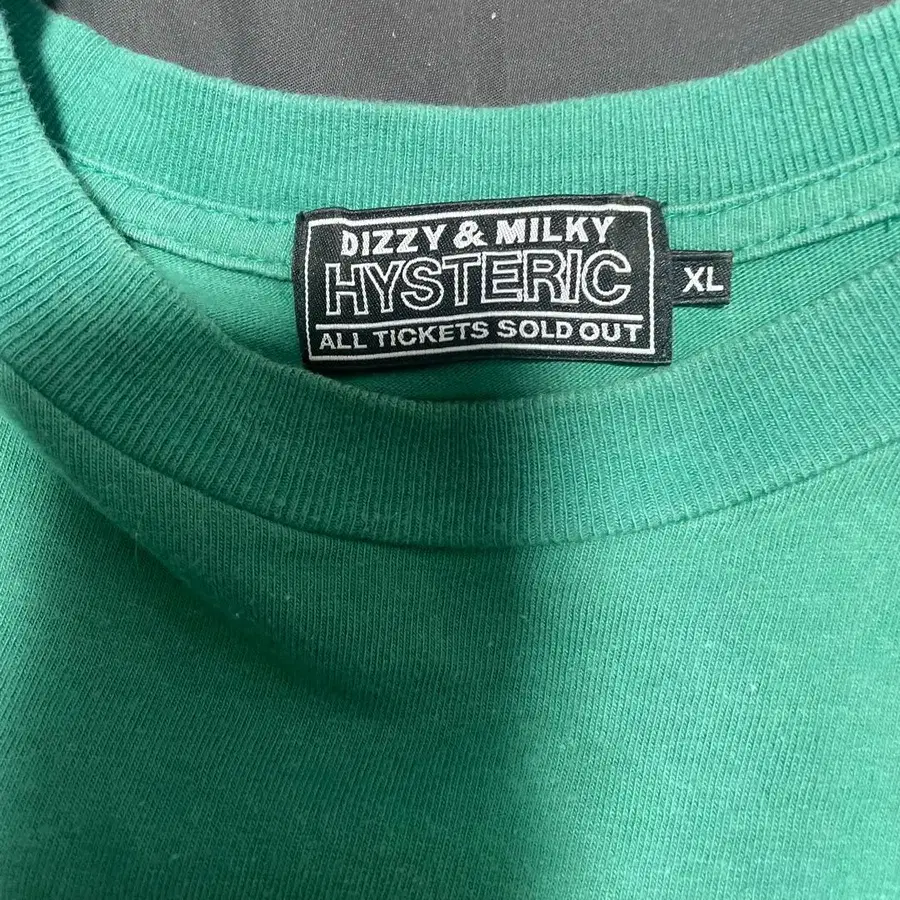 DIZZY & MILKY
HYSTERIC
ALL TICKETS SOLD OUT
XL